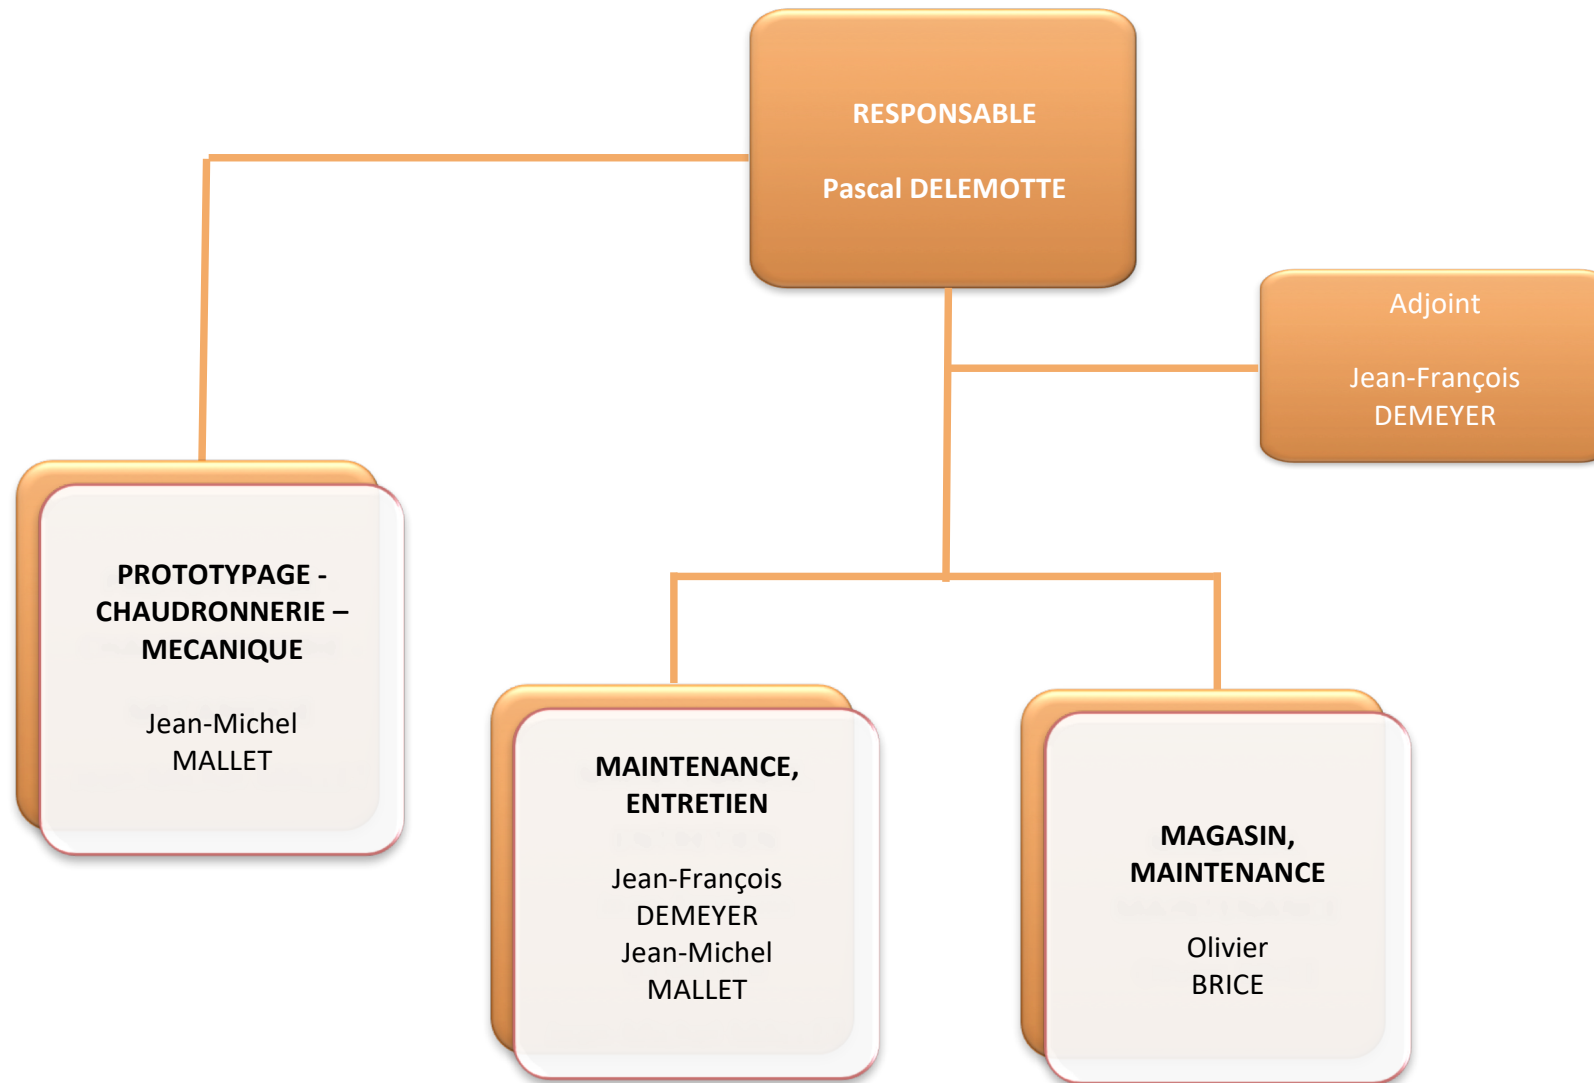 RESPONSABLE
Pascal DELEMOTTE
Adjoint
Jean-François
DEMEYER
PROTOTYPAGE -
CHAUDRONNERIE –
MECANIQUE
Jean-Michel
MALLET
MAINTENANCE,
ENTRETIEN
Jean-François
DEMEYER
Jean-Michel
MALLET
MAGASIN,
MAINTENANCE
Olivier
BRICE